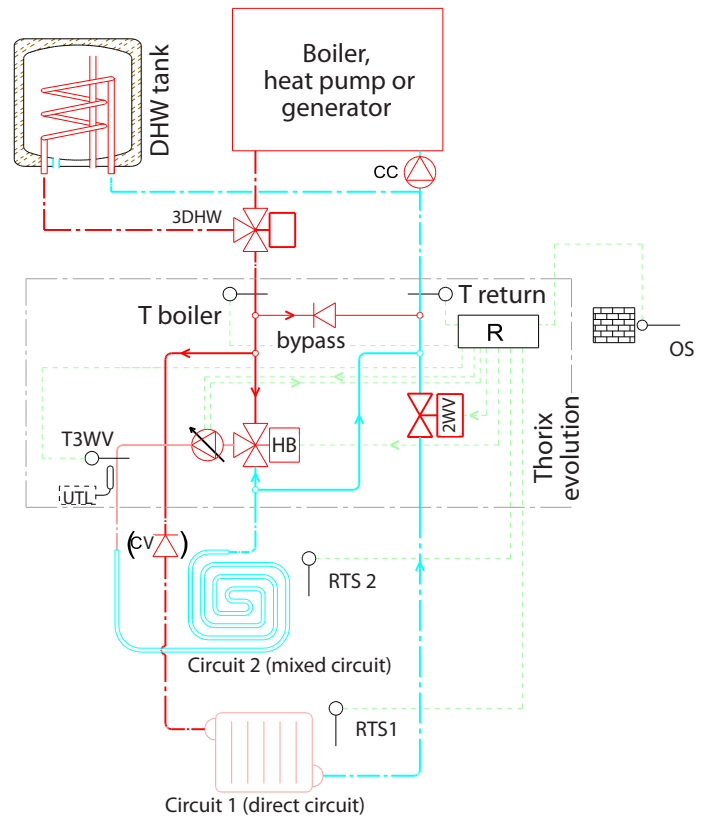 Boiler,
heat pump or
generator
DHW tank
CC
3DHW
T boiler
T return
bypass
R
OS
T3WV
HB
2WV
UTL
Thorix
evolution
(CV)
RTS 2
Circuit 2 (mixed circuit)
RTS1
Circuit 1 (direct circuit)